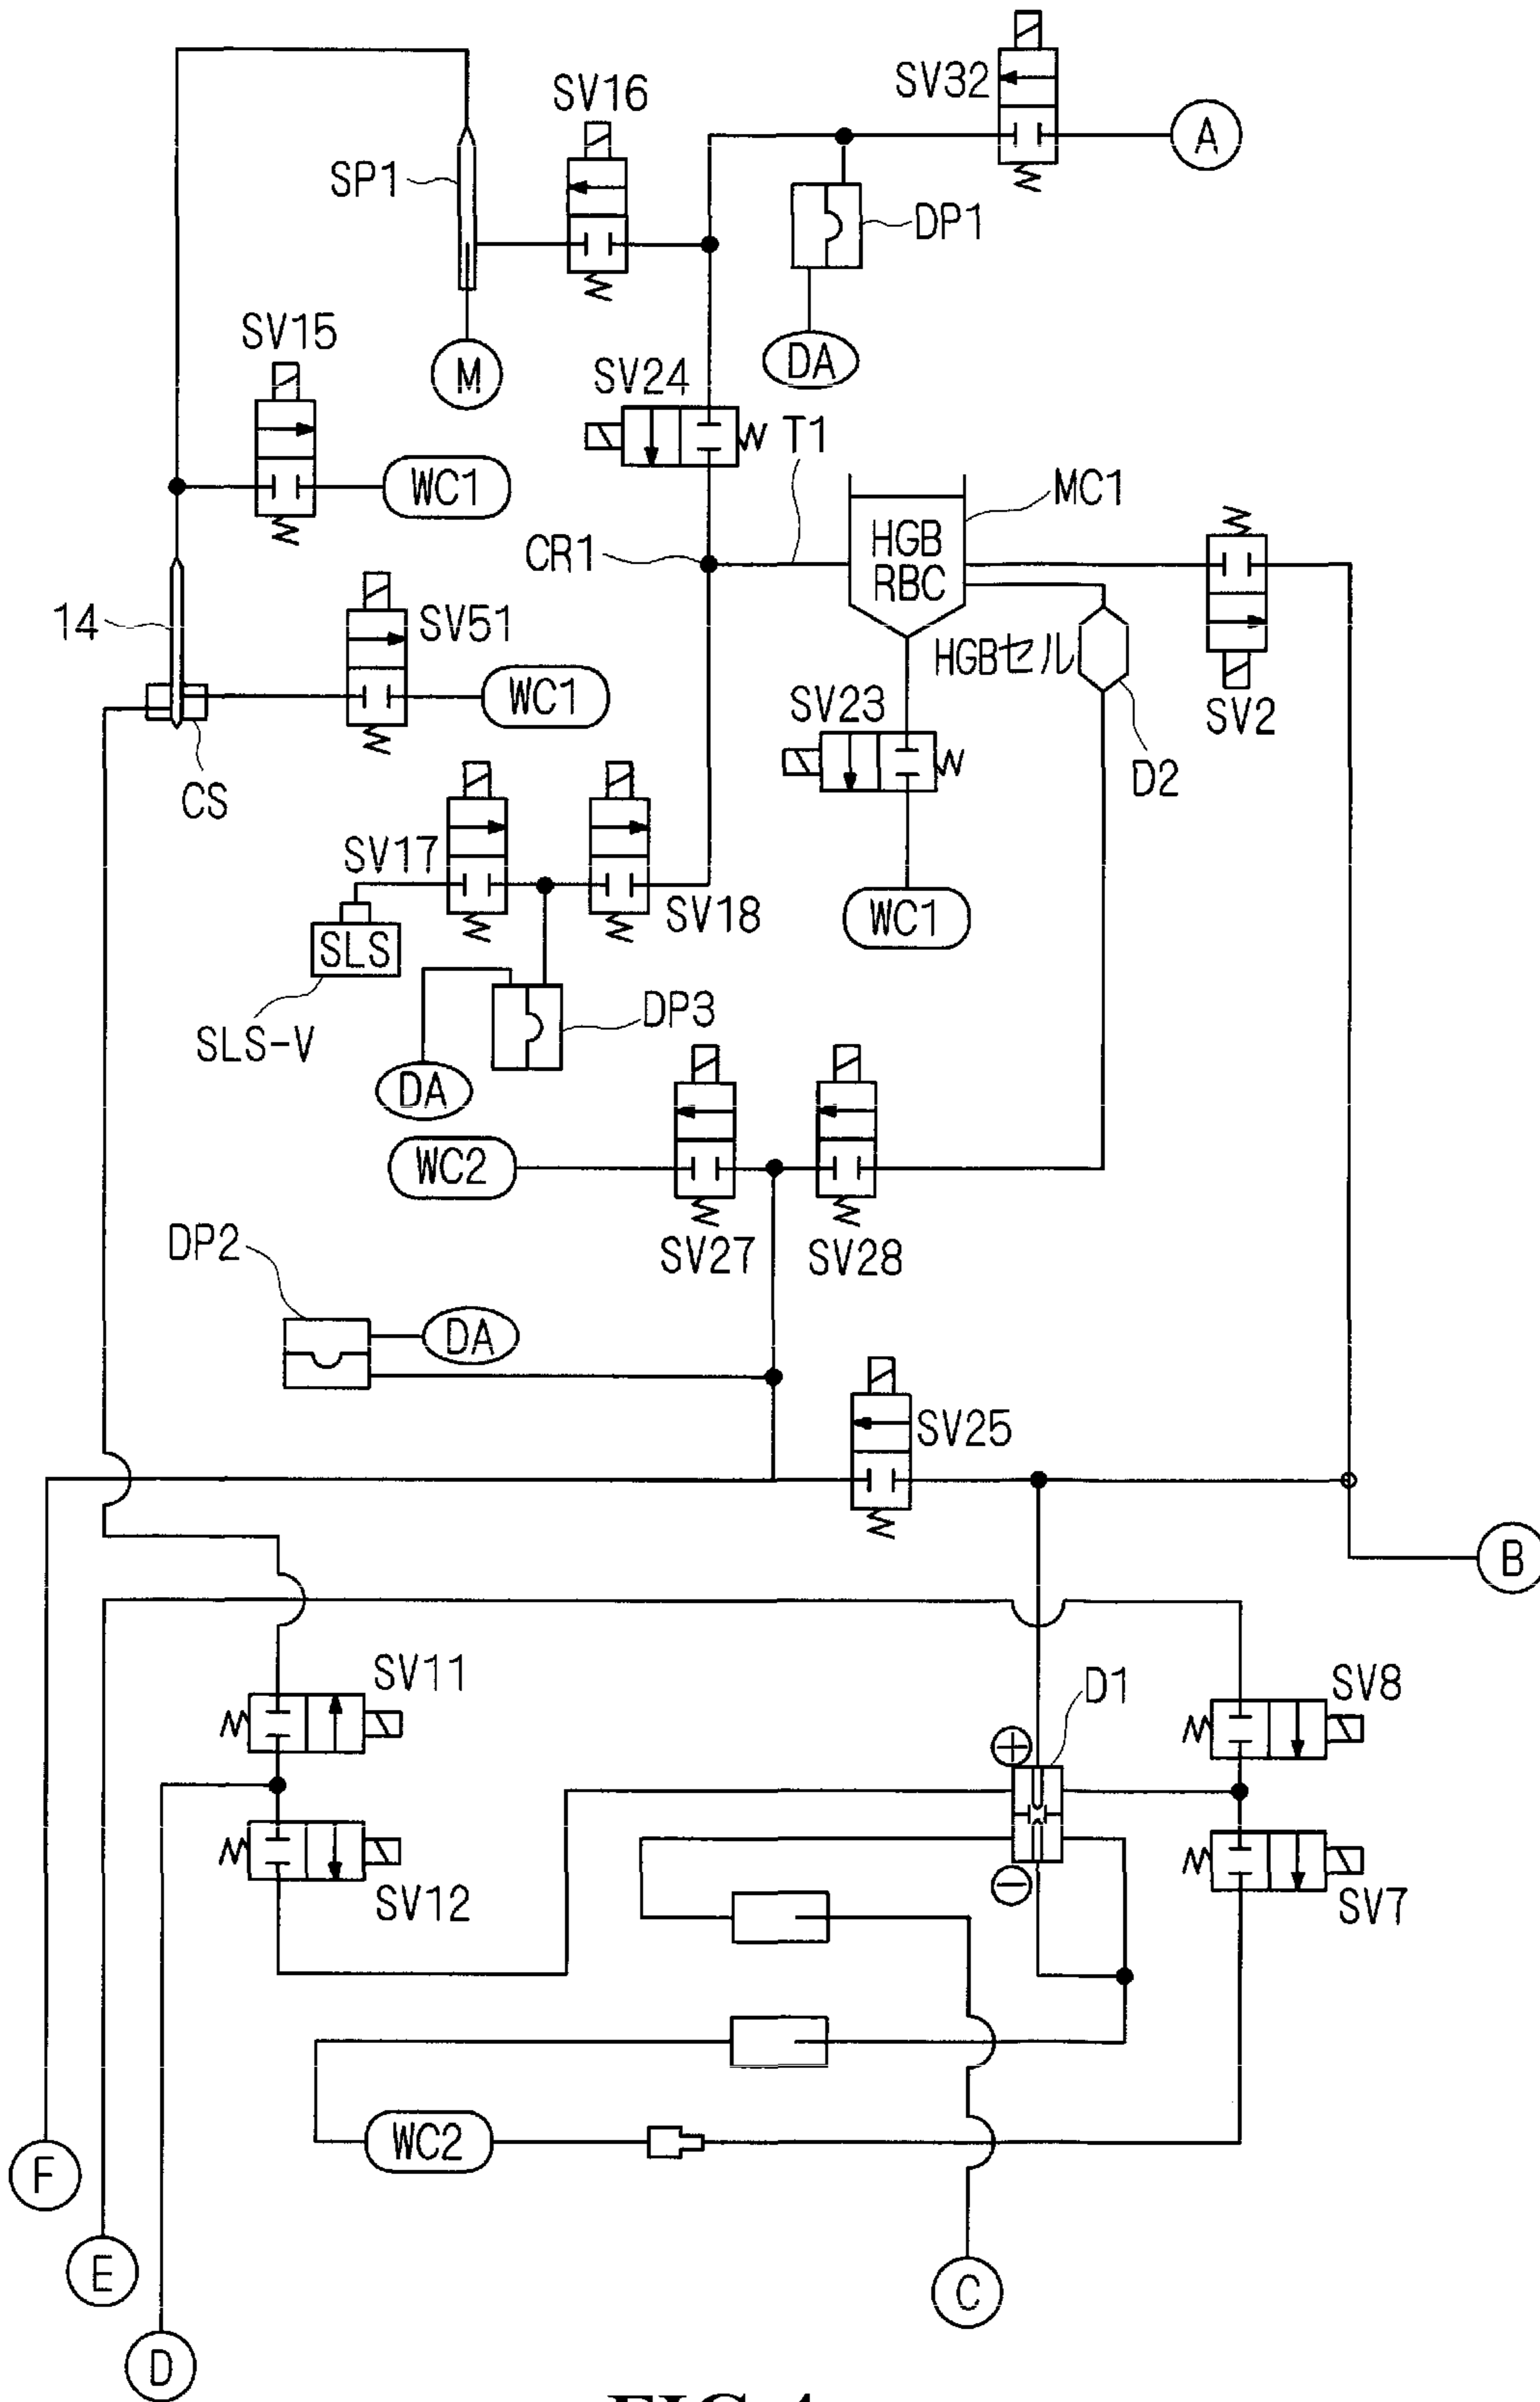 SV32
SV16
A
SP1
DP1
SV15
M
SV24
DA
T1
WC1
MC1
HGB
RBC
CR1
14
SV51
HGBセル
WC1
SV23
SV2
D2
CS
SV17
SV18
WC1
SLS
SLS-V
DP3
DA
WC2
SV27
SV28
DP2
DA
SV25
B
SV11
D1
SV8
+
SV12
−
SV7
WC2
F
E
C
D